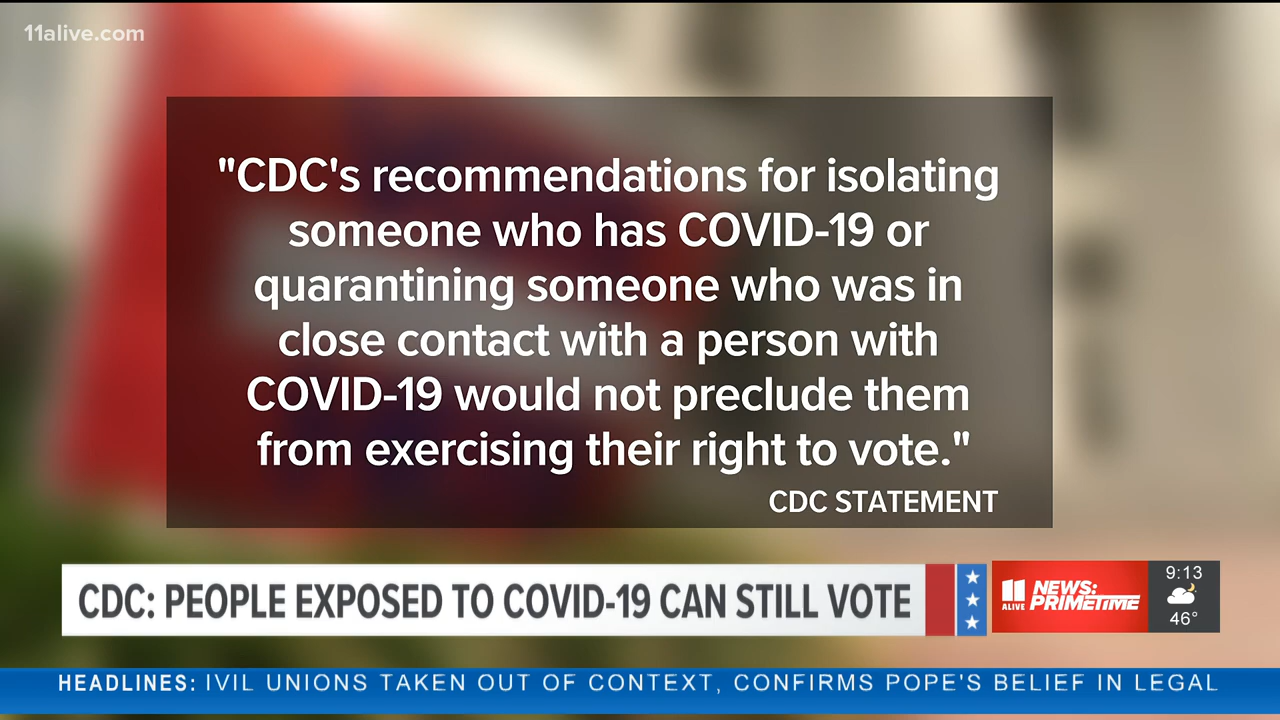 11alive.com
"CDC's recommendations for isolating
someone who has COVID-19 or
quarantining someone who was in
close contact with a person with
COVID-19 would not preclude them
from exercising their right to vote."
CDC STATEMENT
CDC: PEOPLE EXPOSED TO COVID-19 CAN STILL VOTE
11 ALIVE NEWS: PRIMETIME
9:13
46°
HEADLINES: IVIL UNIONS TAKEN OUT OF CONTEXT, CONFIRMS POPE'S BELIEF IN LEGAL